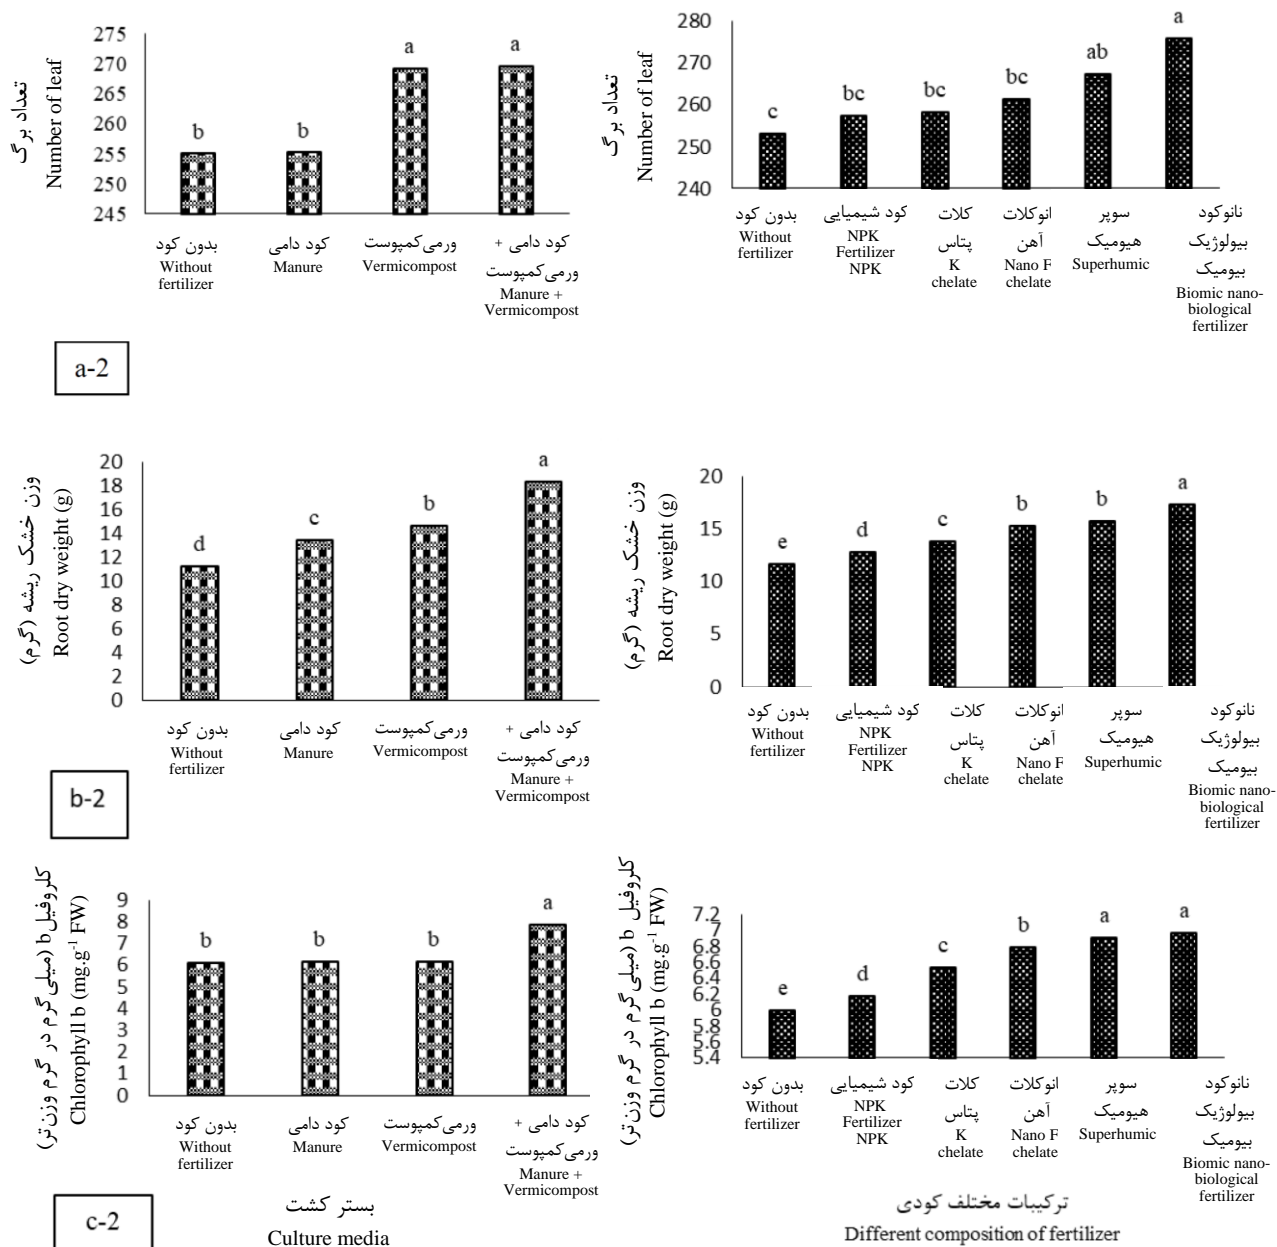 تعداد برگ
Number of leaf
275
270
265
260
255
250
245
b
b
a
a
بدون کود
Without
fertilizer
کود دامی
Manure
ورمی‌کمپوست
Vermicompost
کود دامی +
ورمی‌کمپوست
Manure +
Vermicompost
تعداد برگ
Number of leaf
280
270
260
250
240
c
bc
bc
bc
ab
a
بدون کود
Without
fertilizer
کود شیمیایی
NPK
Fertilizer
NPK
کلات
پتاس
K
chelate
انوکلات
آهن
Nano F
chelate
سوپر
هیومیک
Superhumic
نانوکود
بیولوژیک
بیومیک
Biomic nano-
biological
fertilizer
a-2
وزن خشک ریشه (گرم)
Root dry weight (g)
20
18
16
14
12
10
8
6
4
2
0
d
c
b
a
بدون کود
Without
fertilizer
کود دامی
Manure
ورمی‌کمپوست
Vermicompost
کود دامی +
ورمی‌کمپوست
Manure +
Vermicompost
وزن خشک ریشه (گرم)
Root dry weight (g)
20
15
10
5
0
e
d
c
b
b
a
بدون کود
Without
fertilizer
کود شیمیایی
NPK
Fertilizer
NPK
کلات
پتاس
K
chelate
انوکلات
آهن
Nano F
chelate
سوپر
هیومیک
Superhumic
نانوکود
بیولوژیک
بیومیک
Biomic nano-
biological
fertilizer
b-2
کلروفیل b (میلی گرم در گرم وزن‌تر)
Chlorophyll b (mg.g⁻¹ FW)
9
8
7
6
5
4
3
2
1
0
b
b
b
a
بدون کود
Without
fertilizer
کود دامی
Manure
ورمی‌کمپوست
Vermicompost
کود دامی +
ورمی‌کمپوست
Manure +
Vermicompost
بستر کشت
Culture media
کلروفیل b (میلی گرم در گرم وزن‌تر)
Chlorophyll b (mg.g⁻¹ FW)
7.2
7
6.8
6.6
6.4
6.2
6
5.8
5.6
5.4
e
d
c
b
a
a
بدون کود
Without
fertilizer
کود شیمیایی
NPK
Fertilizer
NPK
کلات
پتاس
K
chelate
انوکلات
آهن
Nano F
chelate
سوپر
هیومیک
Superhumic
نانوکود
بیولوژیک
بیومیک
Biomic nano-
biological
fertilizer
ترکیبات مختلف کودی
Different composition of fertilizer
c-2